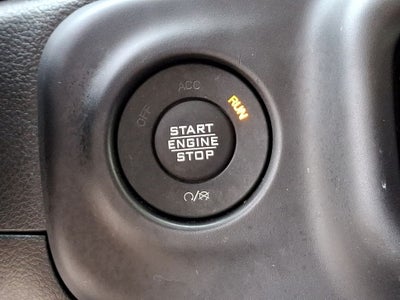 OFF
ACC
RUN
START
ENGINE
STOP